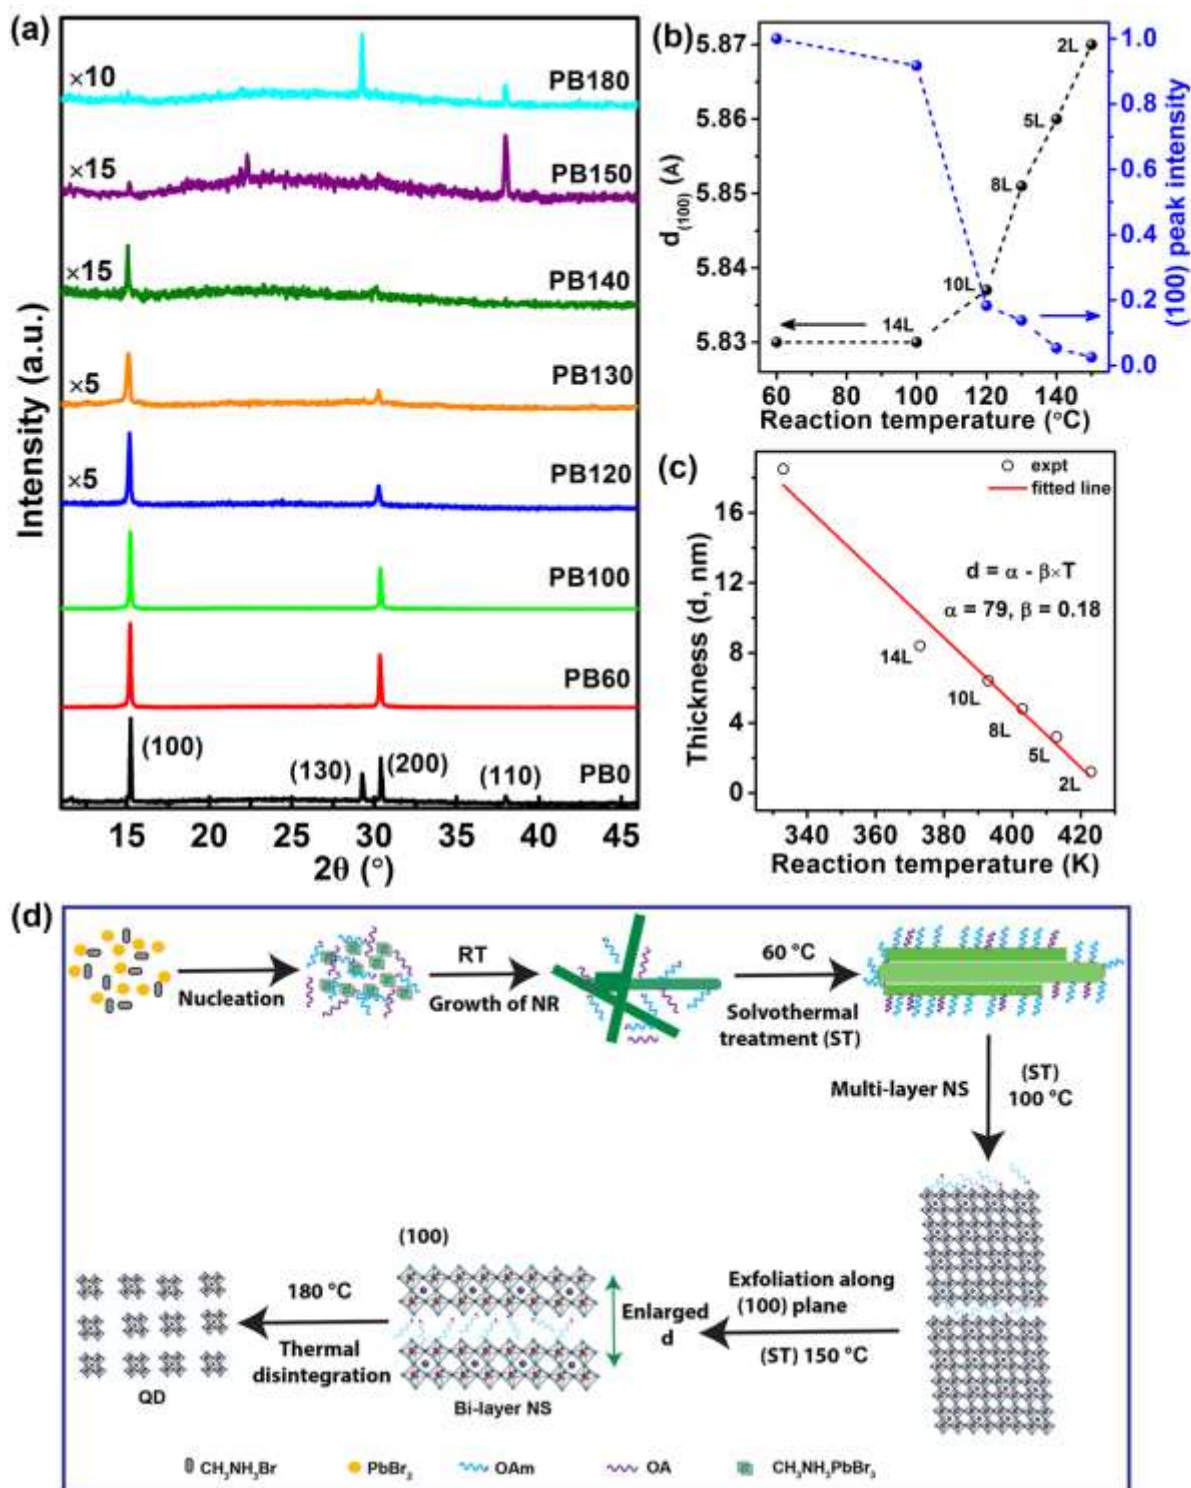 (a)
×10
PB180
×15
PB150
×15
PB140
×5
PB130
×5
PB120
PB100
PB60
(100)
(130)
(200)
(110)
PB0
Intensity (a.u.)
15 20 25 30 35 40 45
2θ (°)
(b)
5.87
5.86
5.85
5.84
5.83
d(100) (A)
2L
5L
8L
10L
14L
1.0
0.8
0.6
0.4
0.2
0.0
(100) peak intensity
60 80 100 120 140
Reaction temperature (°C)
(c)
expt
fitted line
d = α - β×T
α = 79, β = 0.18
16
12
8
4
0
Thickness (d, nm)
14L
10L
8L
5L
2L
340 360 380 400 420
Reaction temperature (K)
(d)
Nucleation
RT
Growth of NR
60 °C
Solvothermal
treatment (ST)
Multi-layer NS
(ST)
100 °C
Exfoliation along
(100) plane
(ST) 150 °C
(100)
Enlarged
d
Bi-layer NS
180 °C
Thermal
disintegration
QD
CH3NH3Br
PbBr2
OAm
OA
CH3NH3PbBr3